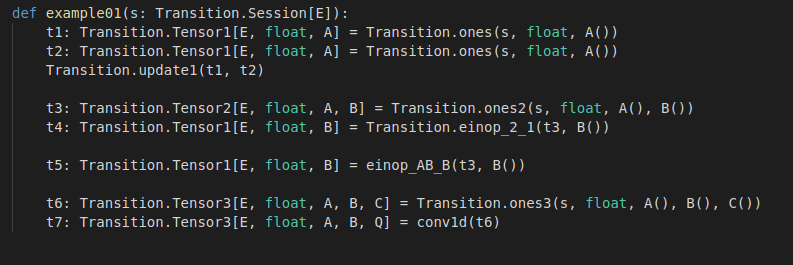 def example01(s: Transition.Session[E]):
    t1: Transition.Tensor1[E, float, A] = Transition.ones(s, float, A())
    t2: Transition.Tensor1[E, float, A] = Transition.ones(s, float, A())
    Transition.update1(t1, t2)

    t3: Transition.Tensor2[E, float, A, B] = Transition.ones2(s, float, A(), B())
    t4: Transition.Tensor1[E, float, B] = Transition.einop_2_1(t3, B())

    t5: Transition.Tensor1[E, float, B] = einop_AB_B(t3, B())

    t6: Transition.Tensor3[E, float, A, B, C] = Transition.ones3(s, float, A(), B(), C())
    t7: Transition.Tensor3[E, float, A, B, Q] = conv1d(t6)